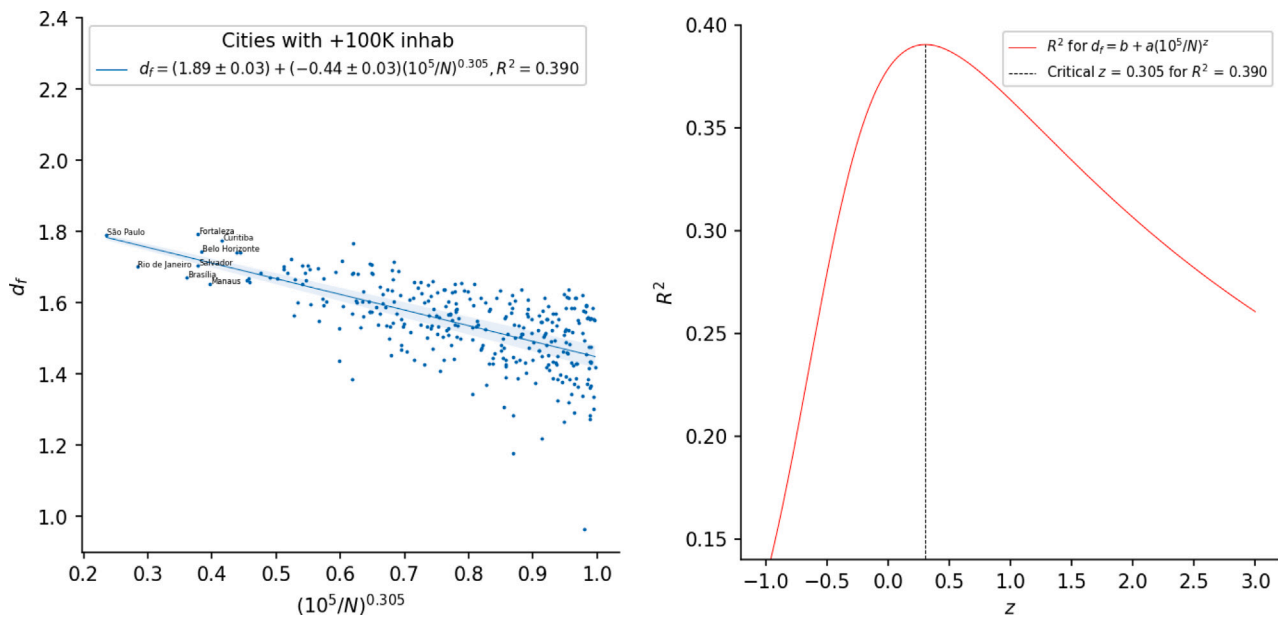 2.4
2.2
2.0
1.8
1.6
1.4
1.2
1.0
d_f
Cities with +100K inhab
d_f = (1.89 ± 0.03) + (−0.44 ± 0.03)(10^5/N)^0.305, R^2 = 0.390
São Paulo
Fortaleza
Curitiba
Belo Horizonte
Rio de Janeiro
Salvador
Brasília
Manaus
0.2 0.3 0.4 0.5 0.6 0.7 0.8 0.9 1.0
(10^5/N)^0.305
0.40
0.35
0.30
0.25
0.20
0.15
R^2
R^2 for d_f = b + a(10^5/N)^z
Critical z = 0.305 for R^2 = 0.390
−1.0 −0.5 0.0 0.5 1.0 1.5 2.0 2.5 3.0
z